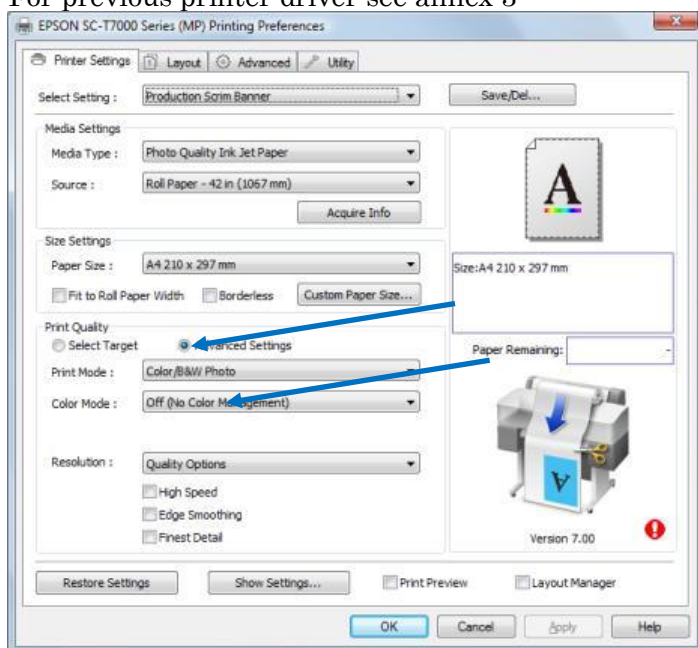 For previous printer driver see annex 3
EPSON SC-T7000 Series (MP) Printing Preferences
Printer Settings Layout Advanced Utility
Select Setting : Production Scrim Banner Save/Del...
Media Settings
Media Type : Photo Quality Ink Jet Paper
Source : Roll Paper - 42 in (1067 mm)
Acquire Info
A
Size Settings
Paper Size : A4 210 x 297 mm
Size:A4 210 x 297 mm
Fit to Roll Paper Width Borderless Custom Paper Size...
Print Quality
Select Target Settings
Paper Remaining: -
Print Mode : Color/B&W Photo
Color Mode : Off (No Color
Resolution : Quality Options
A
High Speed
Edge Smoothing
Finest Detail
Version 7.00
Restore Settings Show Settings... Print Preview Layout Manager
OK Cancel Apply Help